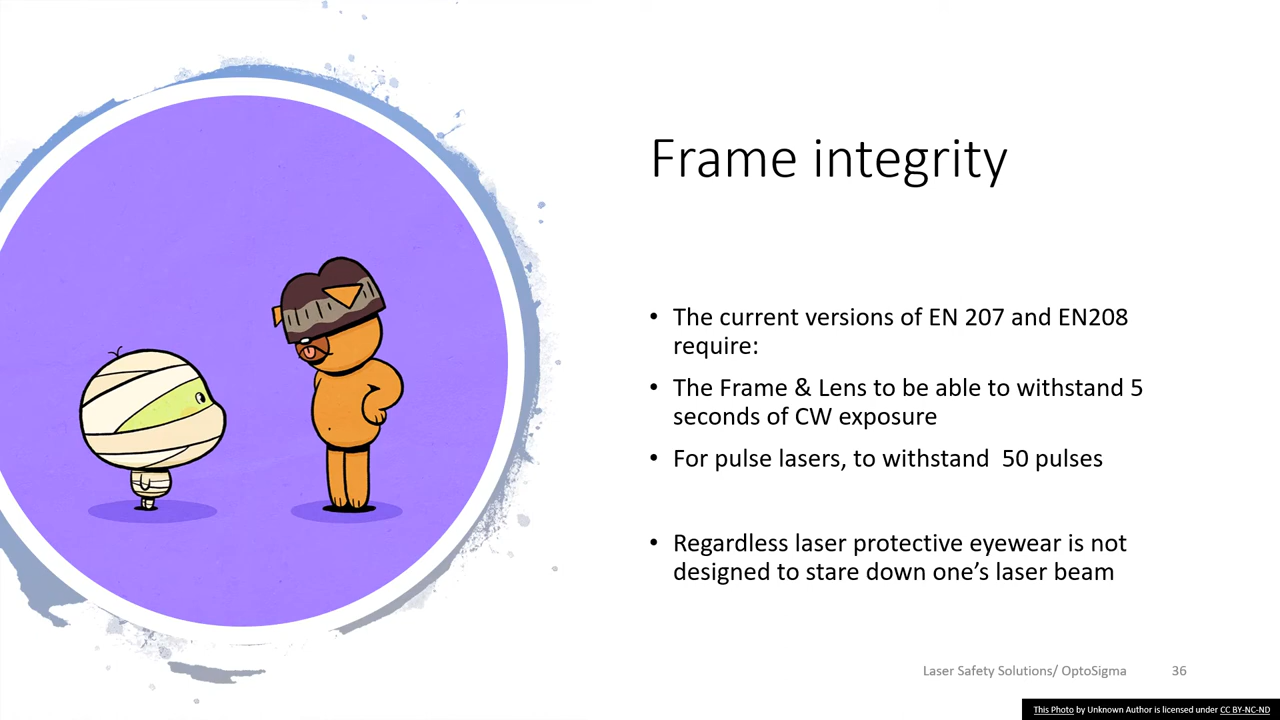 Frame integrity
• The current versions of EN 207 and EN208
require:
• The Frame & Lens to be able to withstand 5
seconds of CW exposure
• For pulse lasers, to withstand  50 pulses
• Regardless laser protective eyewear is not
designed to stare down one’s laser beam
Laser Safety Solutions/ OptoSigma 36
This Photo by Unknown Author is licensed under CC BY-NC-ND